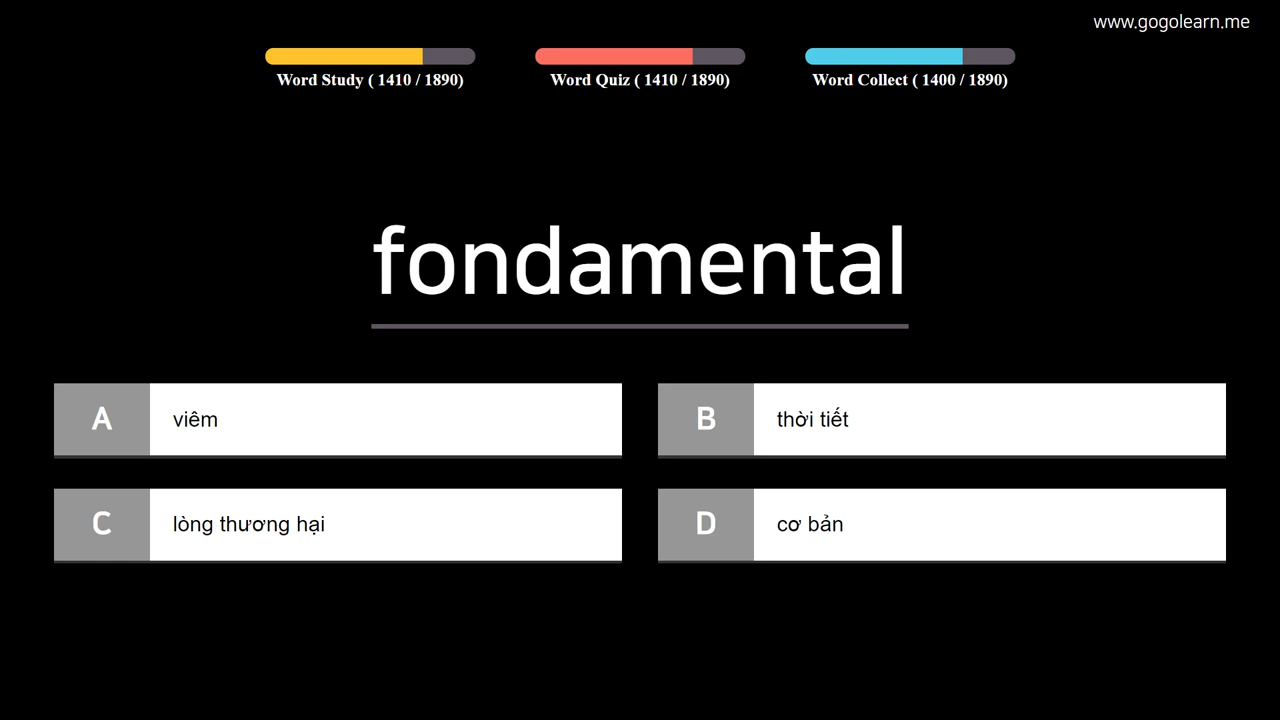 www.gogolearn.me
Word Study ( 1410 / 1890)
Word Quiz ( 1410 / 1890)
Word Collect ( 1400 / 1890)
fondamental
A viêm
B thời tiết
C lòng thương hại
D cơ bản